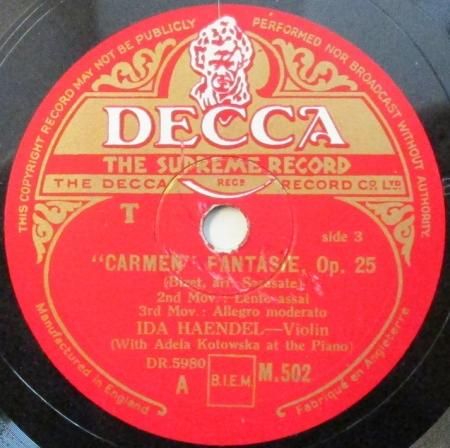 THIS COPYRIGHT RECORD MAY NOT BE PUBLICLY PERFORMED NOR BROADCAST WITHOUT AUTHORITY.
DECCA
THE SUPREME RECORD
THE DECCA REGD RECORD CO. LTD
T
side 3
"CARMEN" FANTASIE, Op. 25
(Bizet, arr. Sarasate)
2nd Mov.: Lento assai
3rd Mov.: Allegro moderato
IDA HAENDEL—Violin
(With Adela Kotowska at the Piano)
DR.5980
A
B.I.E.M
M.502
Manufactured in England
Fabriqué en Angleterre